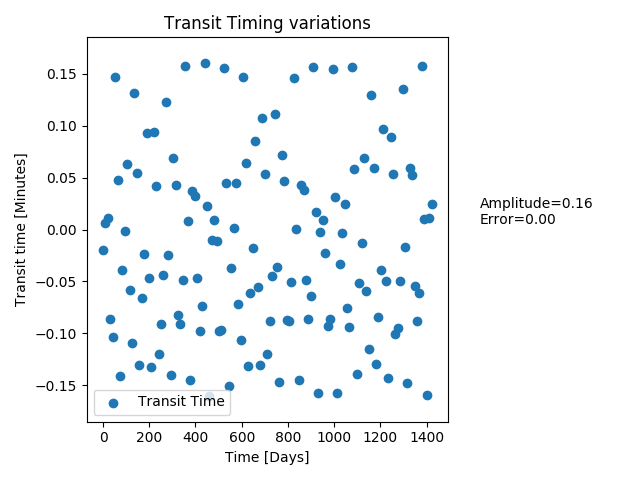 Transit Timing variations
Transit time [Minutes]
0.15
0.10
0.05
0.00
−0.05
−0.10
−0.15
Amplitude=0.16
Error=0.00
Transit Time
0 200 400 600 800 1000 1200 1400
Time [Days]